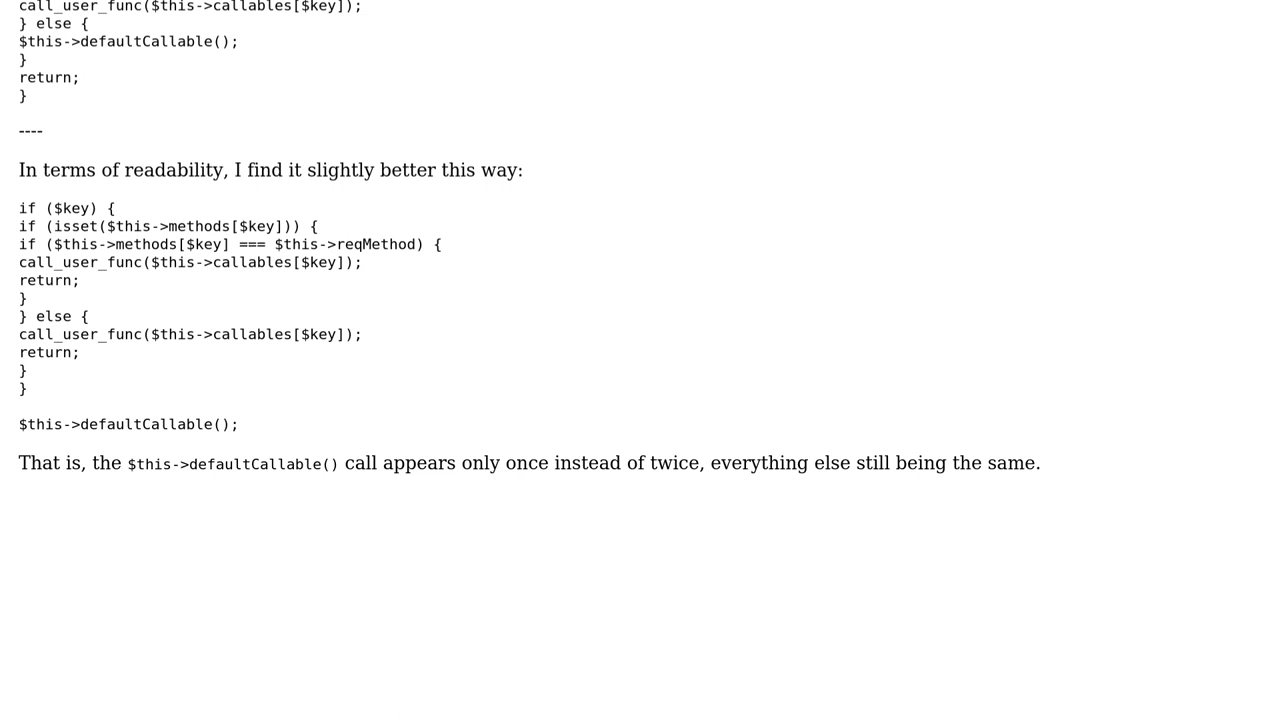 call_user_func($this->callables[$key]);
} else {
$this->defaultCallable();
}
return;
}
----
In terms of readability, I find it slightly better this way:
if ($key) {
if (isset($this->methods[$key])) {
if ($this->methods[$key] === $this->reqMethod) {
call_user_func($this->callables[$key]);
return;
}
} else {
call_user_func($this->callables[$key]);
return;
}
}
$this->defaultCallable();
That is, the $this->defaultCallable() call appears only once instead of twice, everything else still being the same.